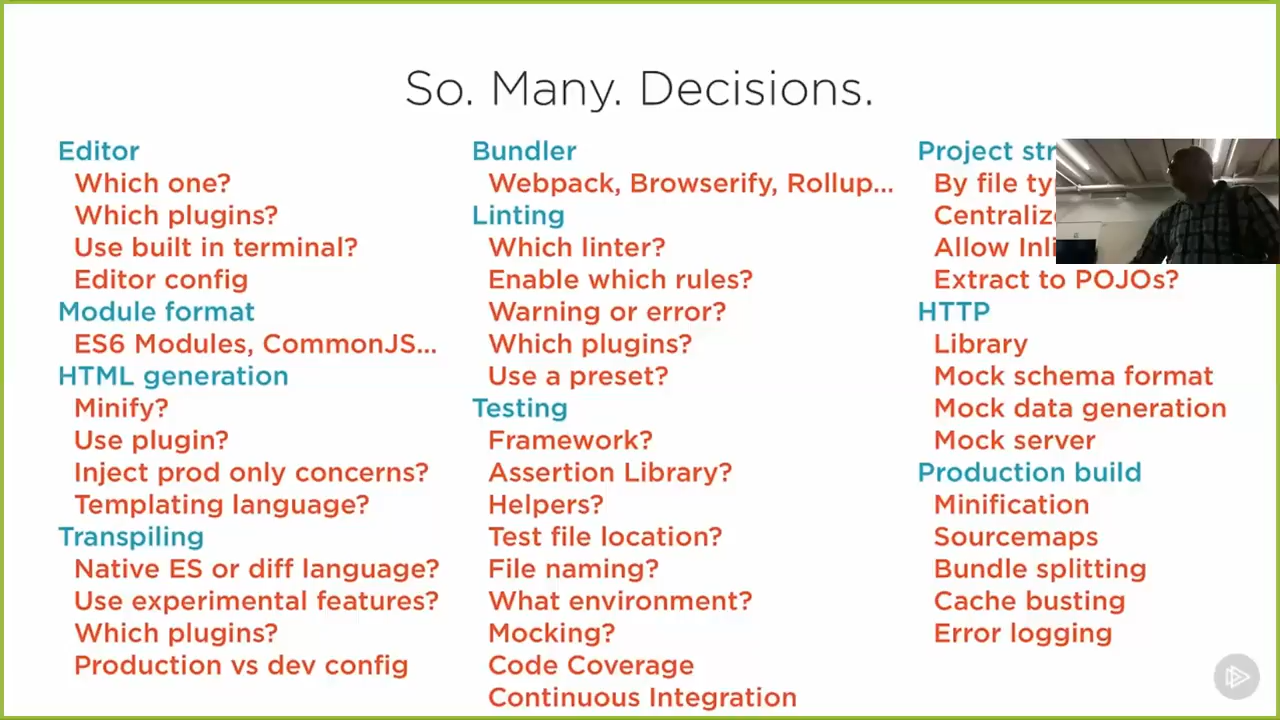 So. Many. Decisions.
Editor
Which one?
Which plugins?
Use built in terminal?
Editor config
Module format
ES6 Modules, CommonJS...
HTML generation
Minify?
Use plugin?
Inject prod only concerns?
Templating language?
Transpiling
Native ES or diff language?
Use experimental features?
Which plugins?
Production vs dev config
Bundler
Webpack, Browserify, Rollup...
Linting
Which linter?
Enable which rules?
Warning or error?
Which plugins?
Use a preset?
Testing
Framework?
Assertion Library?
Helpers?
Test file location?
File naming?
What environment?
Mocking?
Code Coverage
Continuous Integration
Project
By file
Allow
Extract to POJOs?
HTTP
Library
Mock schema format
Mock data generation
Mock server
Production build
Minification
Sourcemaps
Bundle splitting
Cache busting
Error logging